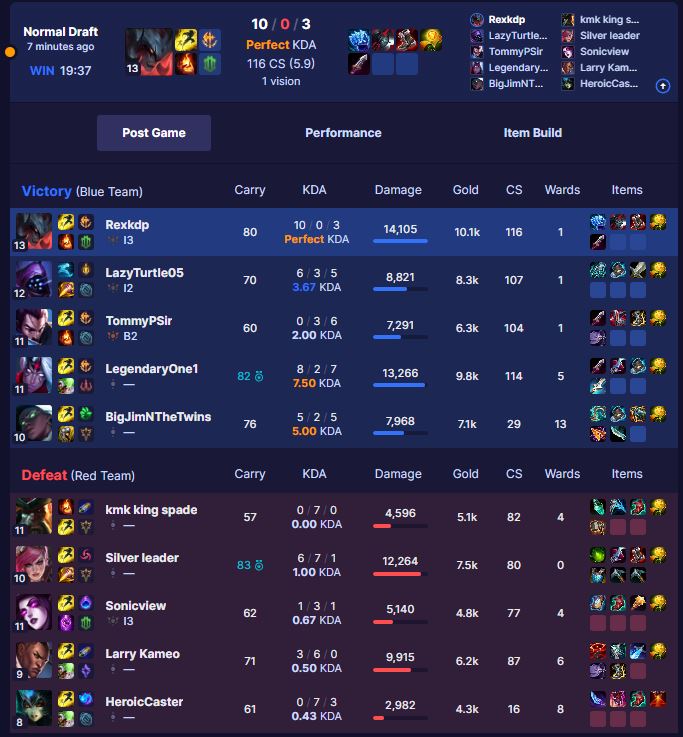 Normal Draft
7 minutes ago
WIN 19:37
13
10 / 0 / 3
Perfect KDA
116 CS (5.9)
1 vision
Rexkdp
LazyTurtle...
TommyPSir
Legendary...
BigJimNT...
kmk king s...
Silver leader
Sonicview
Larry Kam...
HeroicCas...
Post Game
Performance
Item Build
Victory (Blue Team) Carry KDA Damage Gold CS Wards Items
13 Rexkdp I3 80 10 / 0 / 3 Perfect KDA 14,105 10.1k 116 1
12 LazyTurtle05 I2 70 6 / 3 / 5 3.67 KDA 8,821 8.3k 107 1
11 TommyPSir B2 60 0 / 3 / 6 2.00 KDA 7,291 6.3k 104 1
11 LegendaryOne1 — 82 8 / 2 / 7 7.50 KDA 13,266 9.8k 114 5
10 BigJimNTheTwins — 76 5 / 2 / 5 5.00 KDA 7,968 7.1k 29 13
Defeat (Red Team) Carry KDA Damage Gold CS Wards Items
11 kmk king spade — 57 0 / 7 / 0 0.00 KDA 4,596 5.1k 82 4
10 Silver leader — 83 6 / 7 / 1 1.00 KDA 12,264 7.5k 80 0
11 Sonicview I3 62 1 / 3 / 1 0.67 KDA 5,140 4.8k 77 4
9 Larry Kameo — 71 3 / 6 / 0 0.50 KDA 9,915 6.2k 87 6
8 HeroicCaster — 61 0 / 7 / 3 0.43 KDA 2,982 4.3k 16 8